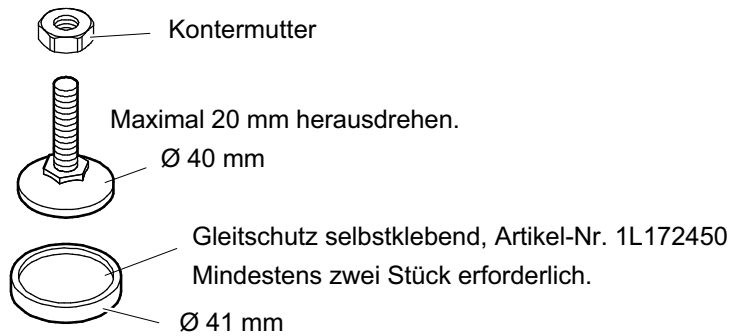 Kontermutter
Maximal 20 mm herausdrehen.
Ø 40 mm
Gleitschutz selbstklebend, Artikel-Nr. 1L172450
Mindestens zwei Stück erforderlich.
Ø 41 mm